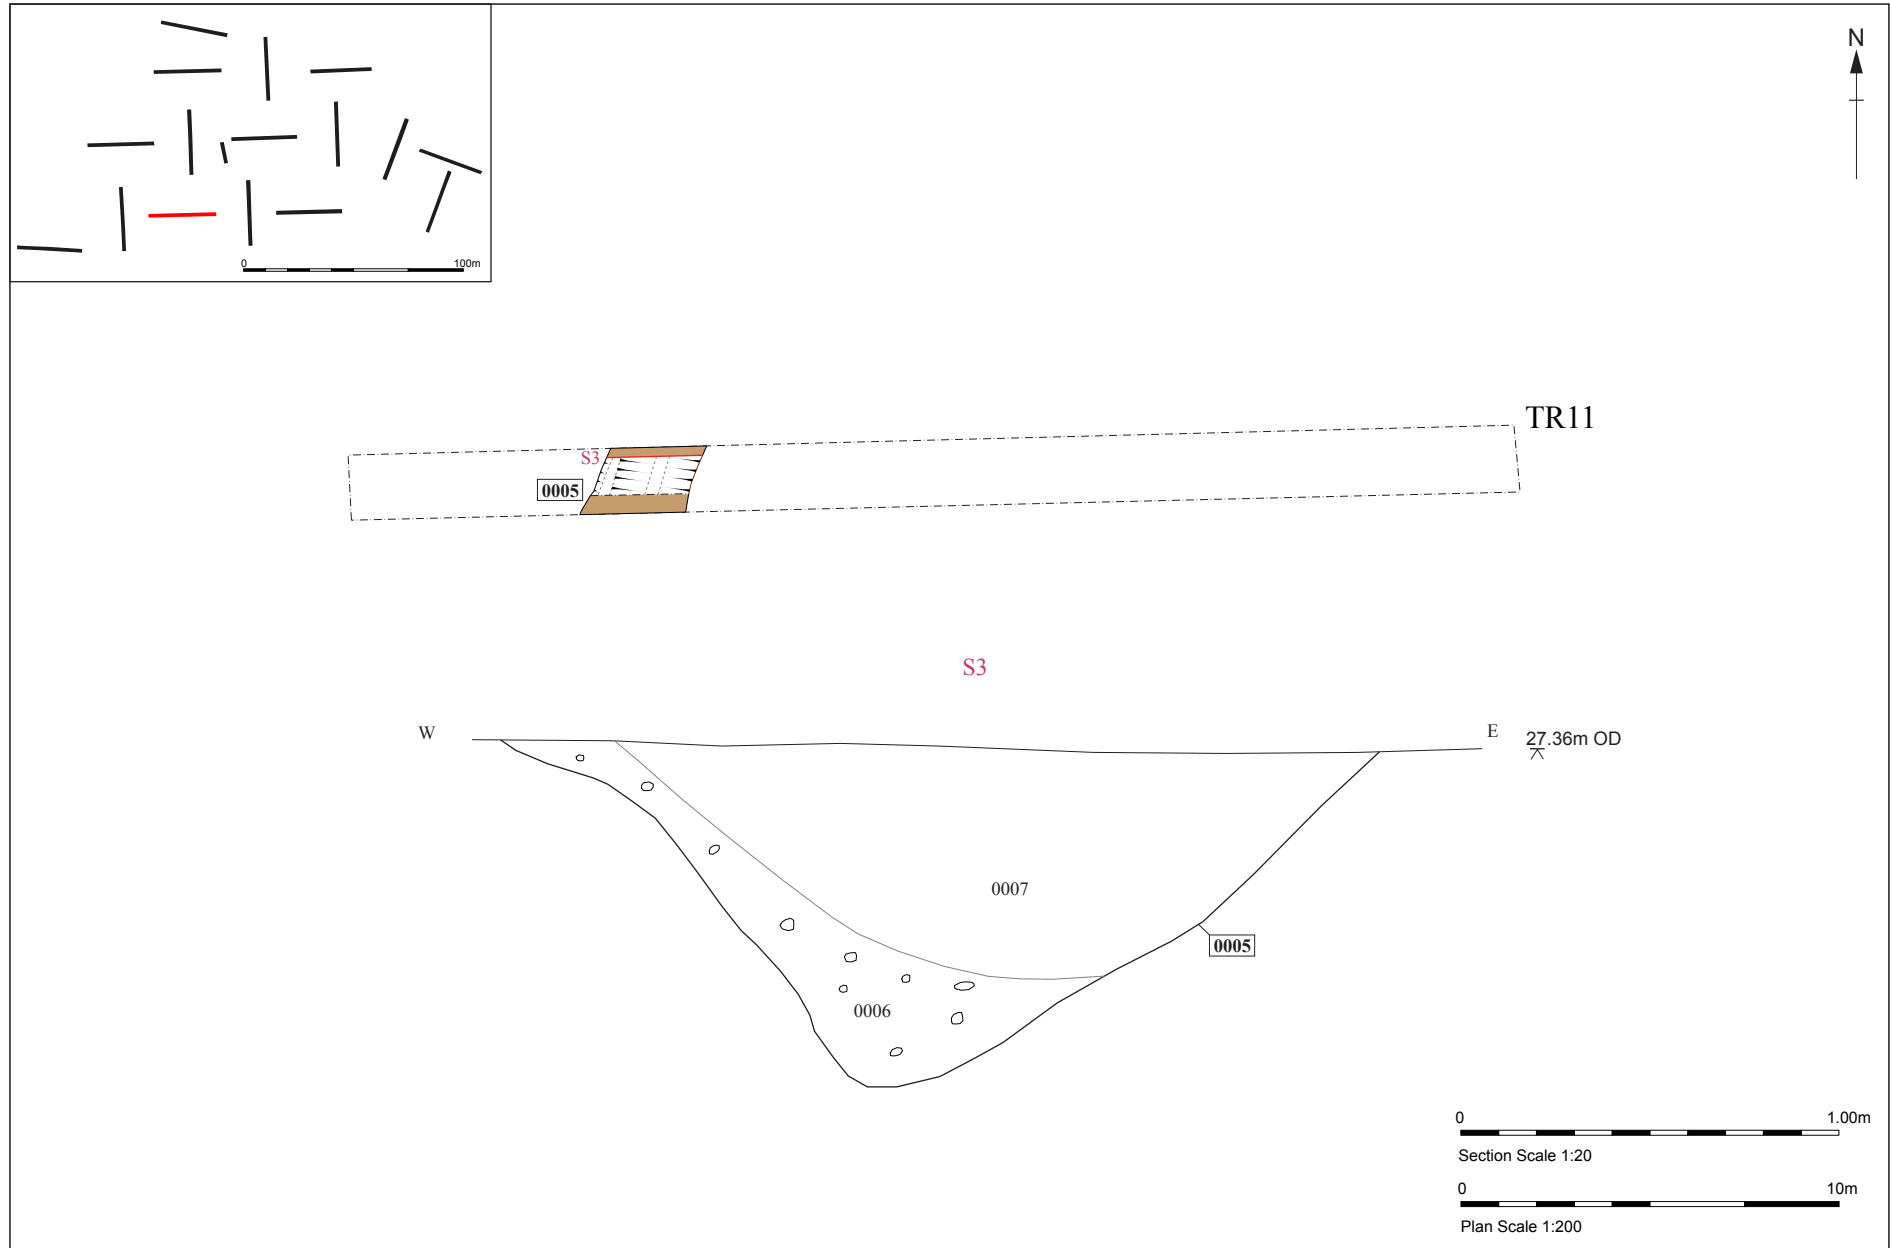 0 100m
N
TR11
S3
0005
S3
W
E
27.36m OD
0007
0005
0006
0 1.00m
Section Scale 1:20
0 10m
Plan Scale 1:200